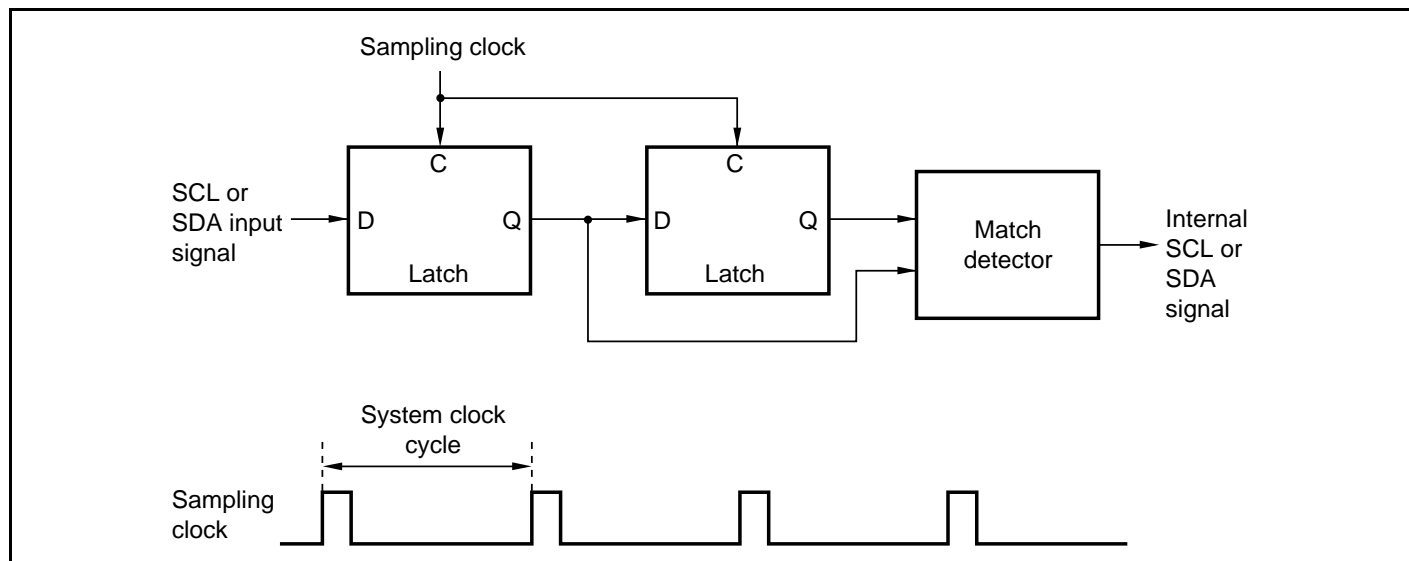 Sampling clock
C
C
SCL or
SDA input
signal
D
Q
D
Q
Latch
Latch
Match
detector
Internal
SCL or
SDA
signal
System clock
cycle
Sampling
clock